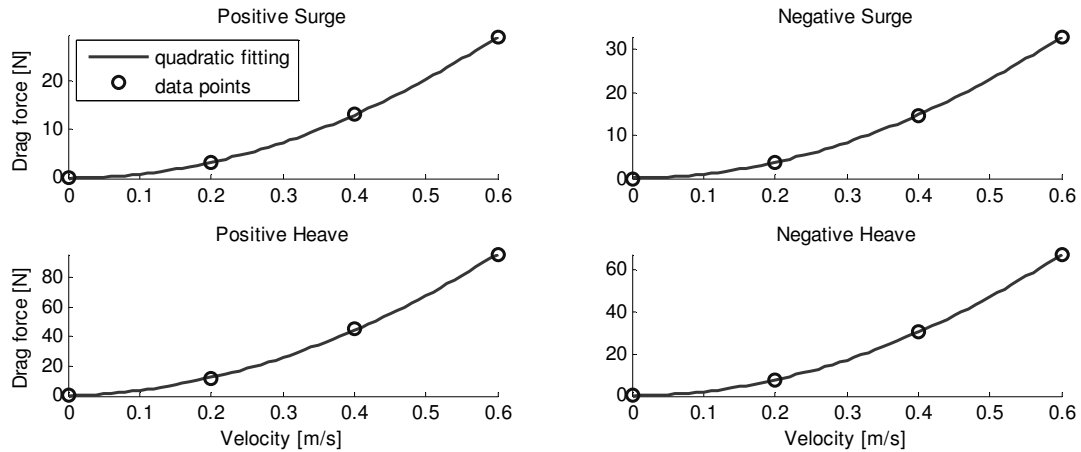 Positive Surge
Drag force [N]
20
10
0
quadratic fitting
data points
0 0.1 0.2 0.3 0.4 0.5 0.6
Negative Surge
30
20
10
0
0 0.1 0.2 0.3 0.4 0.5 0.6
Positive Heave
Drag force [N]
80
60
40
20
0
0 0.1 0.2 0.3 0.4 0.5 0.6
Velocity [m/s]
Negative Heave
60
40
20
0
0 0.1 0.2 0.3 0.4 0.5 0.6
Velocity [m/s]